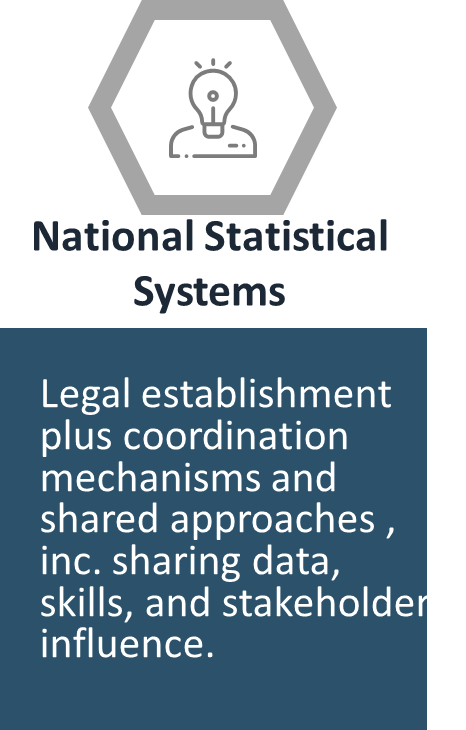 National Statistical
Systems
Legal establishment
plus coordination
mechanisms and
shared approaches ,
inc. sharing data,
skills, and stakeholder
influence.